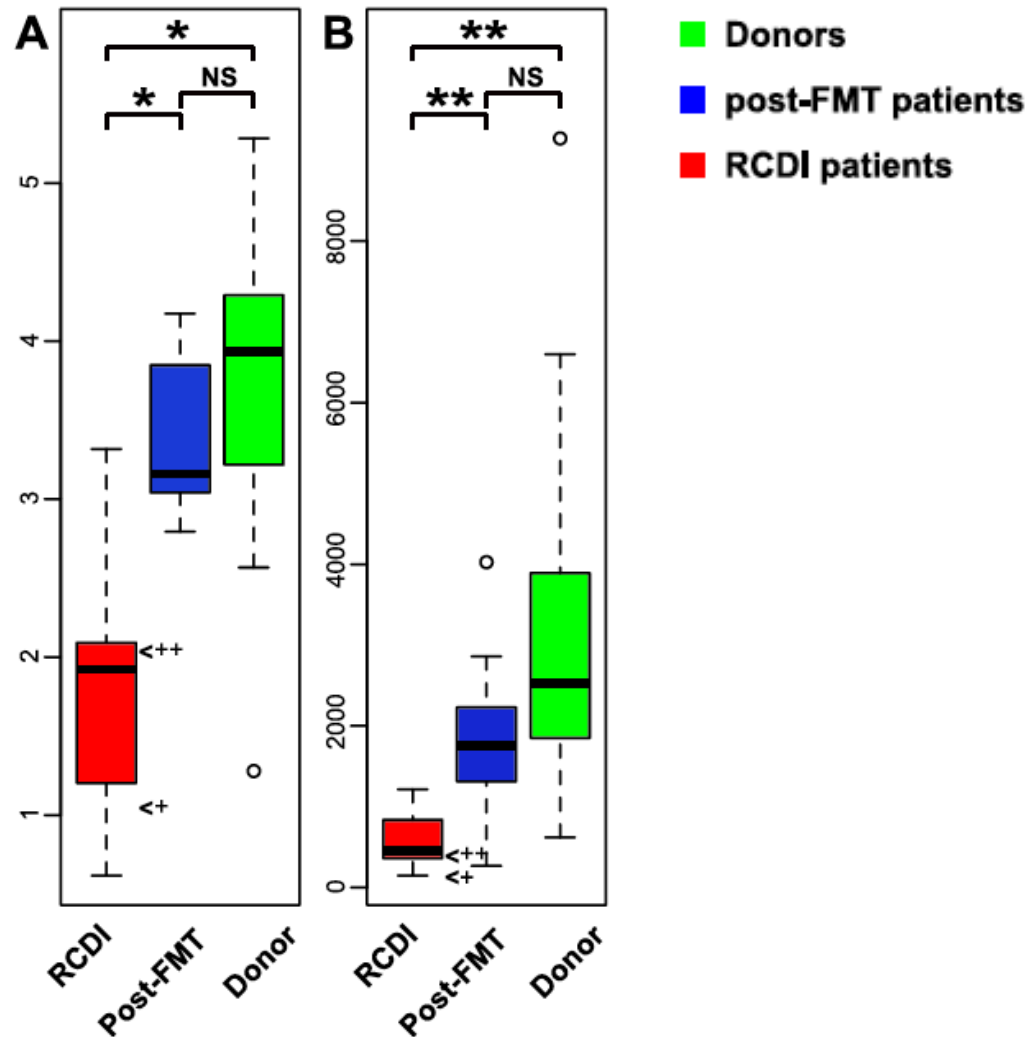 A
B
*
**
NS
NS
*
**
Donors
post-FMT patients
RCDI patients
5
4
3
2
1
<++
<+
8000
6000
4000
2000
0
<++
<+
RCDI
Post-FMT
Donor
RCDI
Post-FMT
Donor